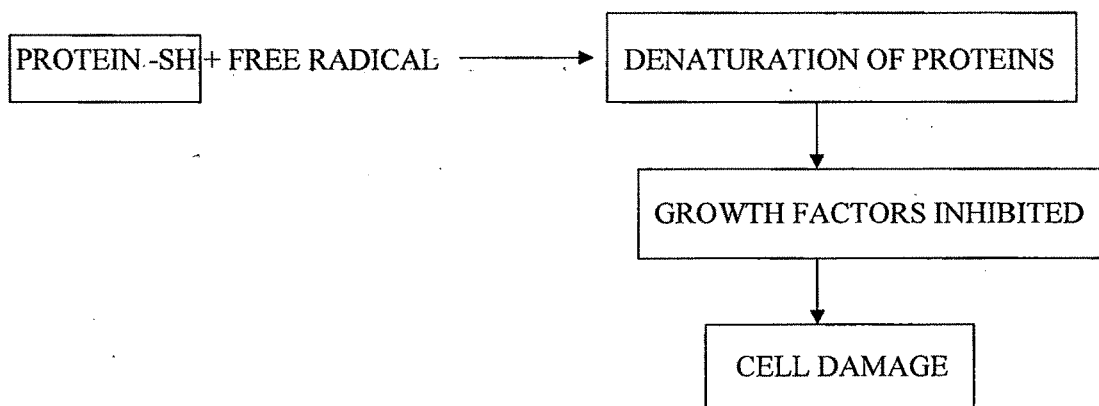 PROTEIN -SH + FREE RADICAL
DENATURATION OF PROTEINS
GROWTH FACTORS INHIBITED
CELL DAMAGE